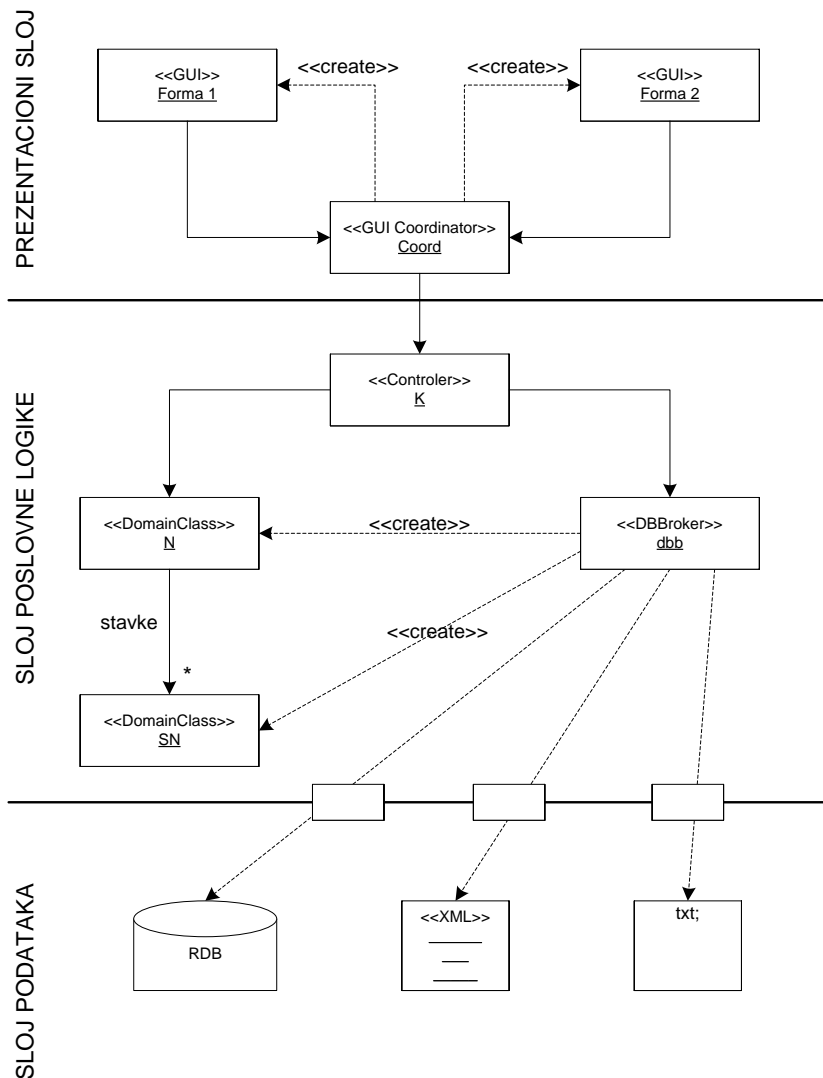 PREZENTACIONI SLOJ
<<GUI>>
Forma 1
<<create>>
<<create>>
<<GUI>>
Forma 2
<<GUI Coordinator>>
Coord
SLOJ POSLOVNE LOGIKE
<<Controler>>
K
<<DomainClass>>
N
<<create>>
<<DBBroker>>
dbb
stavke
<<create>>
*
<<DomainClass>>
SN
SLOJ PODATAKA
RDB
<<XML>>
txt;